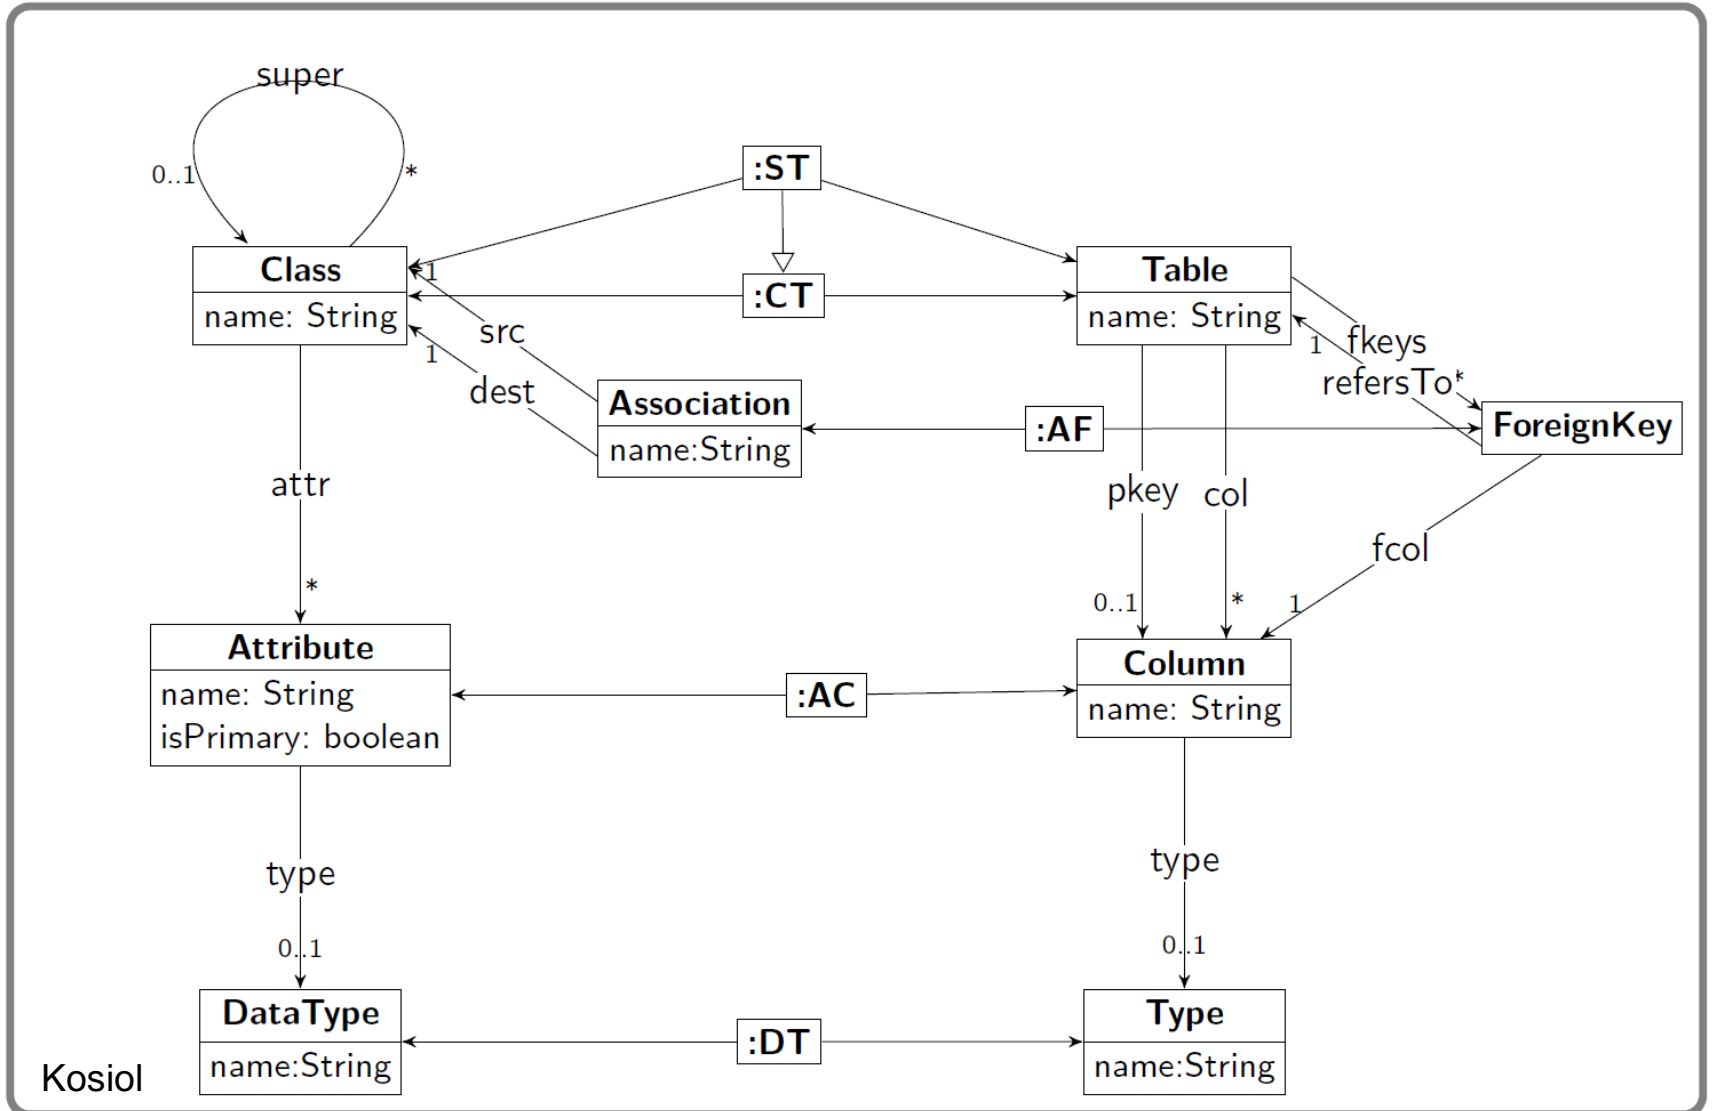 super
0..1
*
:ST
Class
name: String
1
:CT
Table
name: String
src
1
dest
1
fkeys
refersTo
*
Association
name:String
:AF
ForeignKey
attr
pkey
col
fcol
*
0..1
*
1
Attribute
name: String
isPrimary: boolean
:AC
Column
name: String
type
type
0..1
0..1
DataType
name:String
:DT
Type
name:String
Kosiol